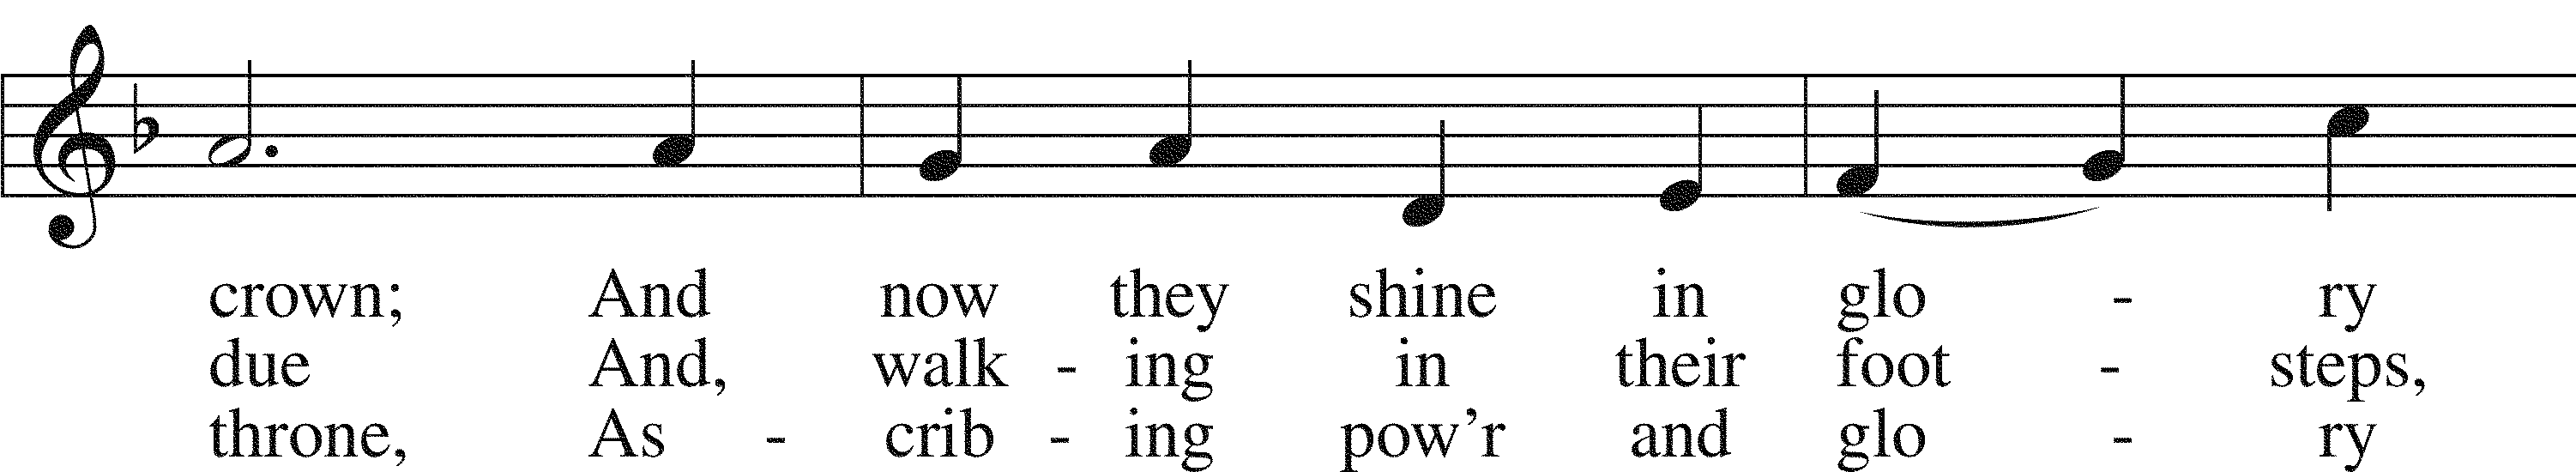 crown; And now they shine in glo - ry
due And, walk - ing in their foot - steps,
throne, As - crib - ing pow’r and glo - ry